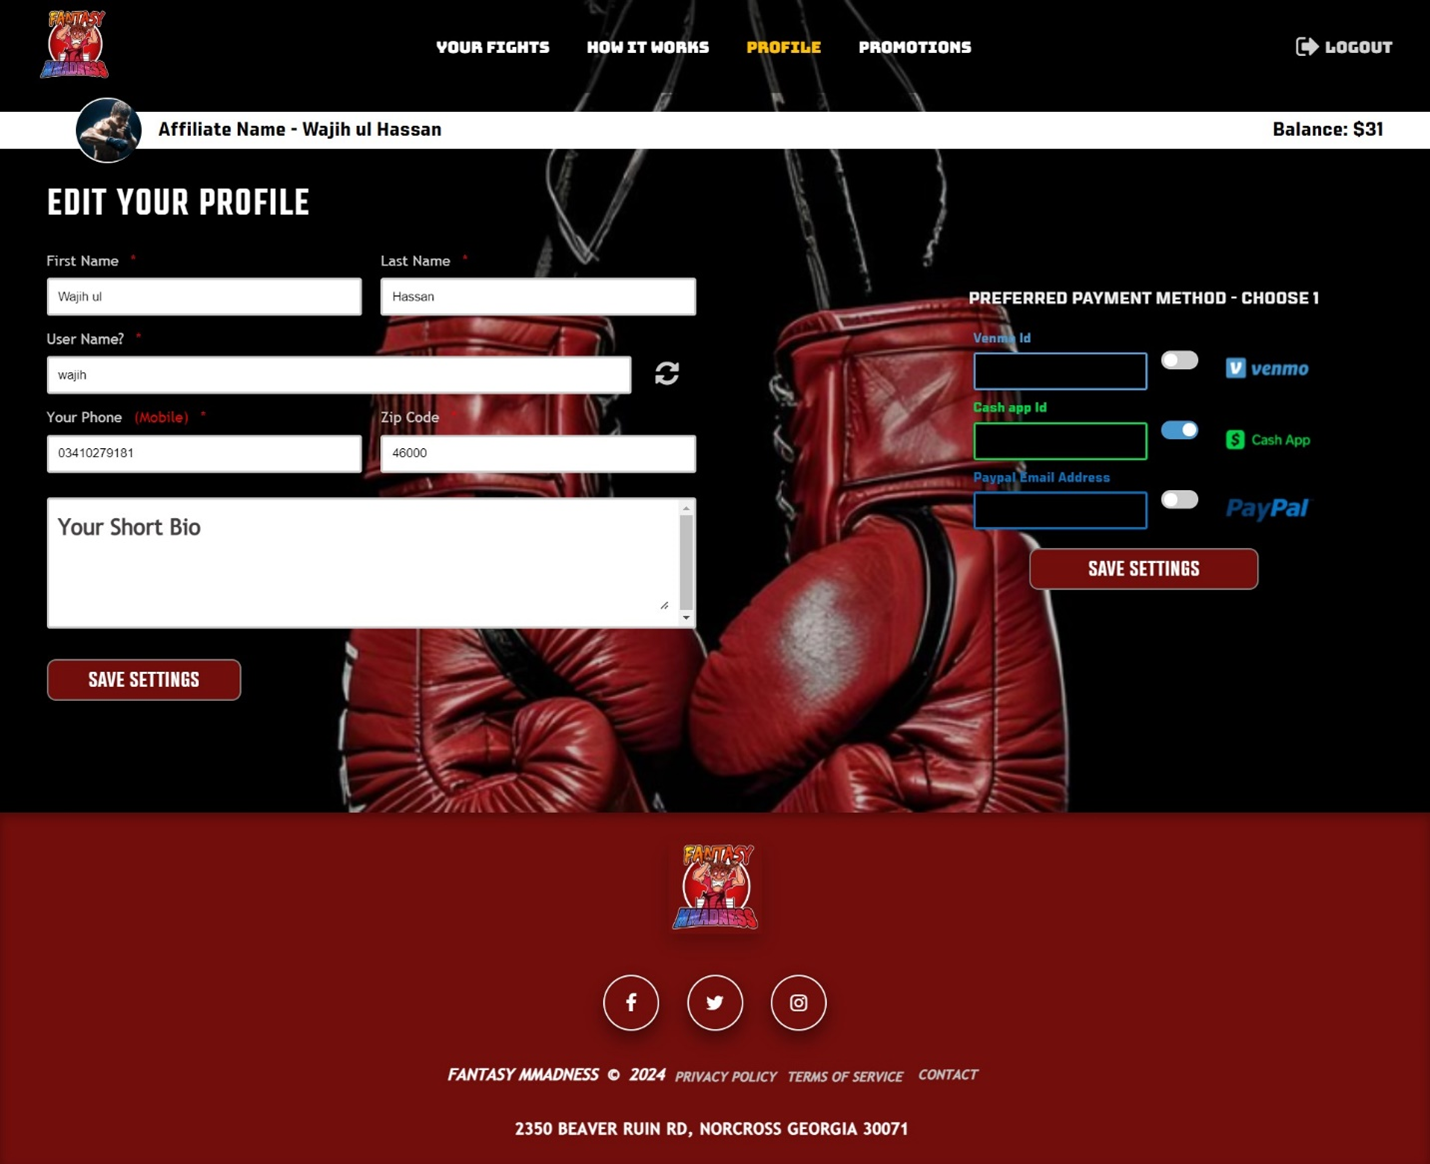 FANTASY
MMADNESS
YOUR FIGHTS
HOW IT WORKS
PROFILE
PROMOTIONS
LOGOUT
Affiliate Name - Wajih ul Hassan
Balance: $31
EDIT YOUR PROFILE
First Name *
Last Name *
Wajih ul
Hassan
User Name? *
wajih
Your Phone (Mobile) *
Zip Code *
03410279181
46000
Your Short Bio
SAVE SETTINGS
PREFERRED PAYMENT METHOD - CHOOSE 1
Venmo Id
venmo
Cash app Id
Cash App
Paypal Email Address
PayPal
SAVE SETTINGS
FANTASY
MMADNESS
FANTASY MMADNESS © 2024 PRIVACY POLICY TERMS OF SERVICE CONTACT
2350 BEAVER RUIN RD, NORCROSS GEORGIA 30071